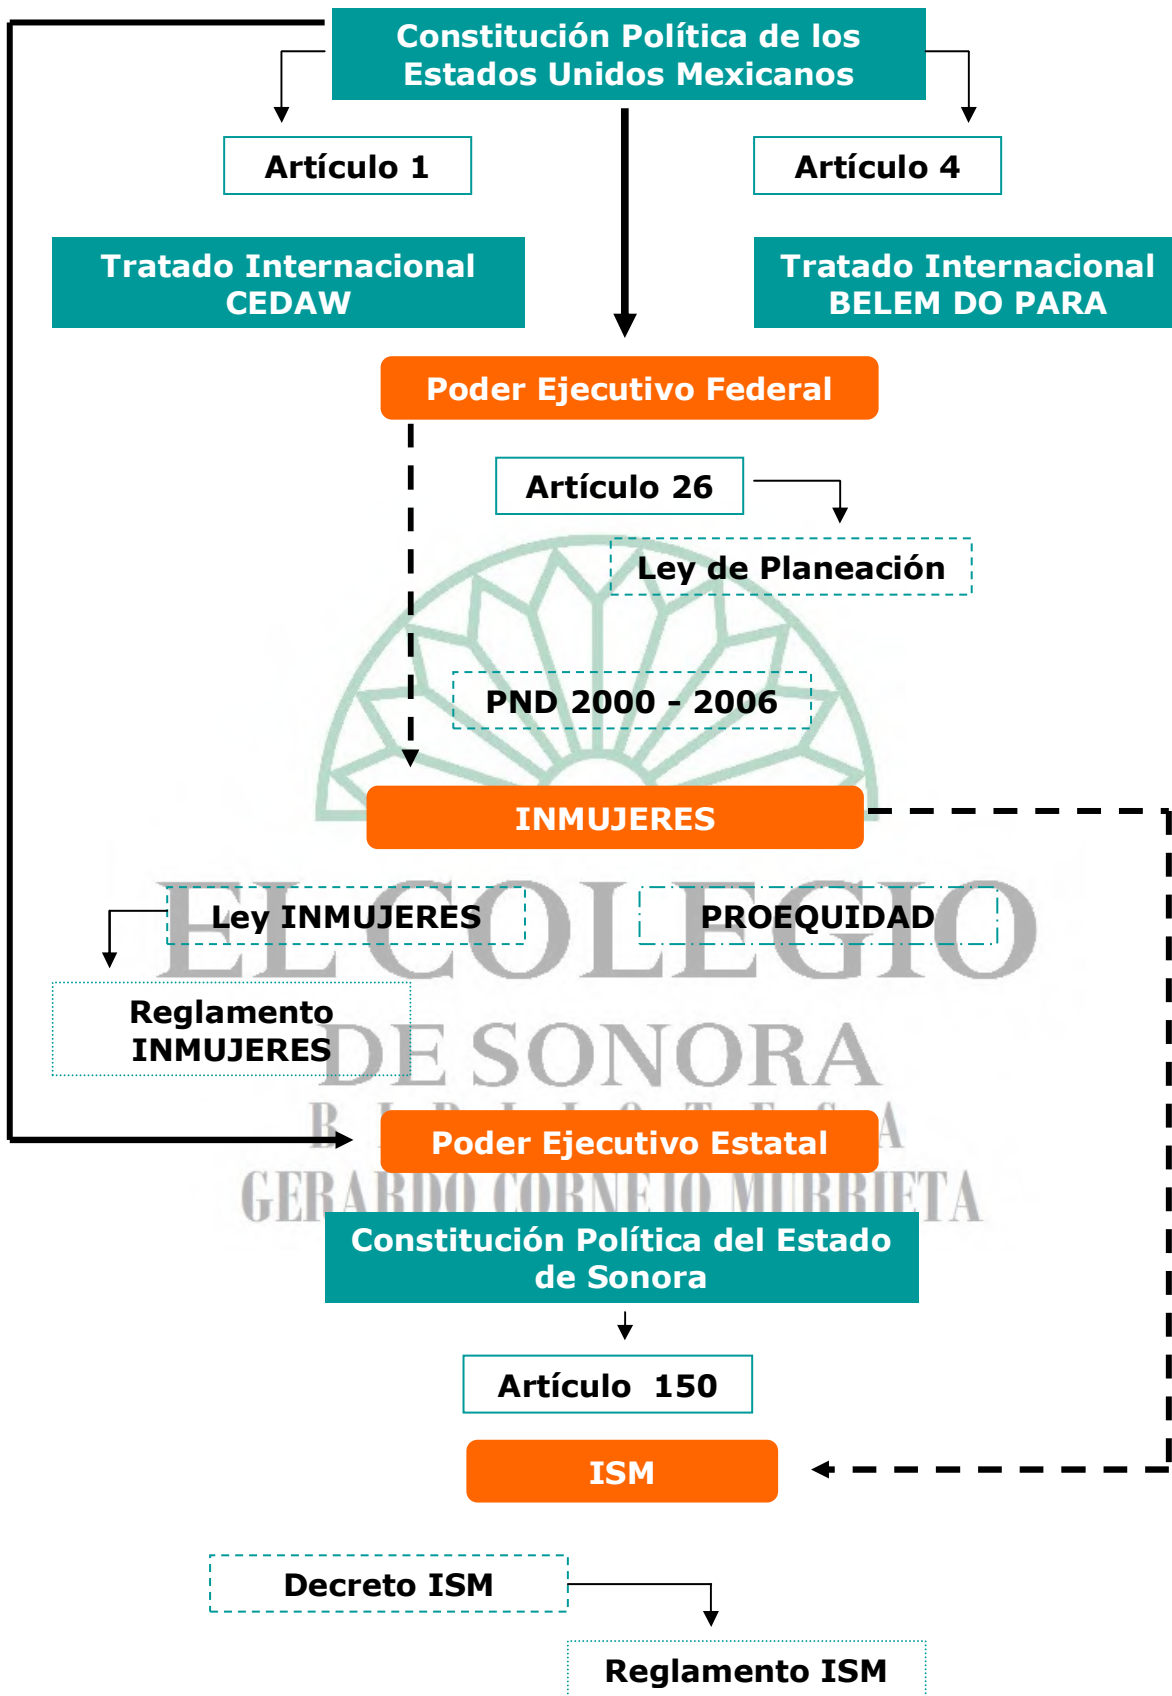 Constitución Política de los
Estados Unidos Mexicanos
Artículo 1
Artículo 4
Tratado Internacional
CEDAW
Tratado Internacional
BELEM DO PARA
Poder Ejecutivo Federal
Artículo 26
Ley de Planeación
PND 2000 - 2006
INMUJERES
EL COLEGIO
Ley INMUJERES
PROEQUIDAD
Reglamento
INMUJERES
DE SONORA
BIBLIOTECA
Poder Ejecutivo Estatal
GERARDO CORNEJO MURRIETA
Constitución Política del Estado
de Sonora
Artículo 150
ISM
Decreto ISM
Reglamento ISM